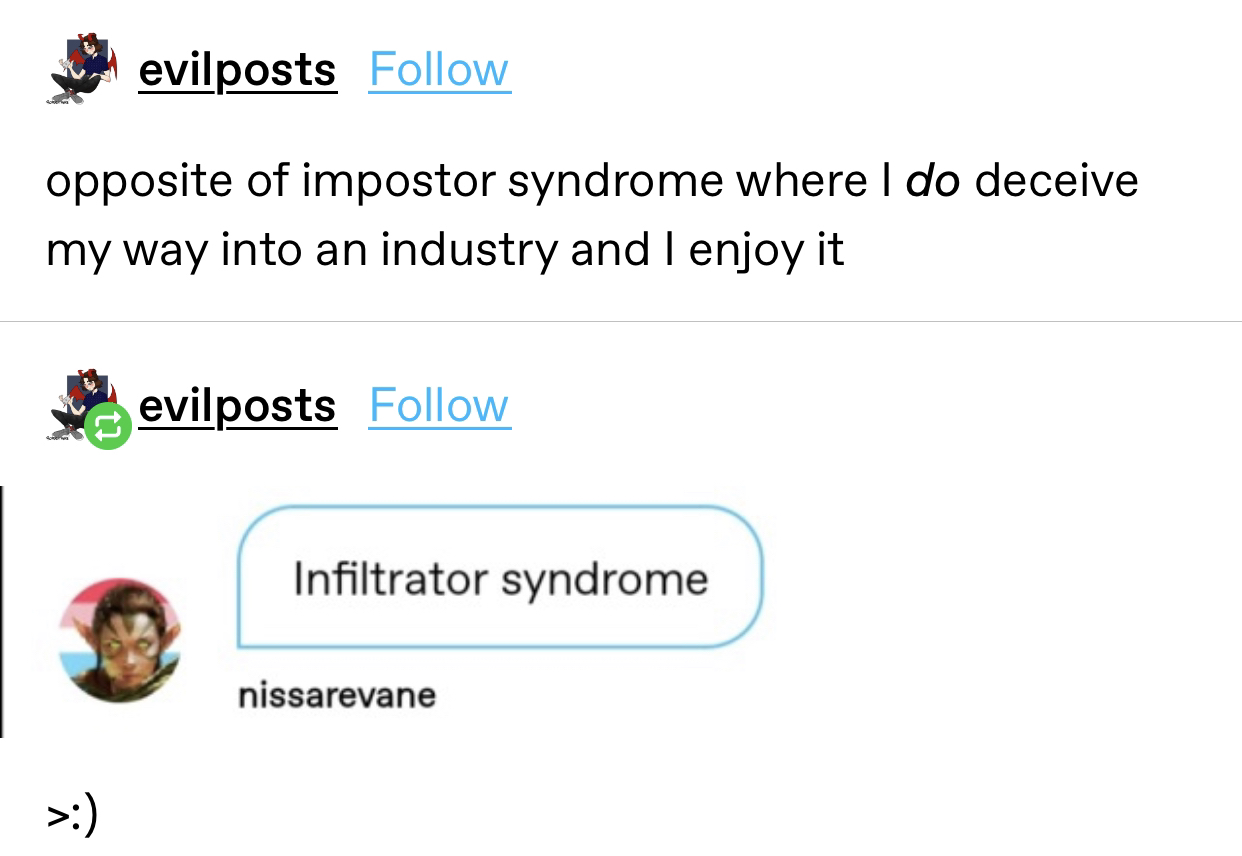 evilposts Follow
opposite of impostor syndrome where I do deceive
my way into an industry and I enjoy it
evilposts Follow
Infiltrator syndrome
nissarevane
>:)